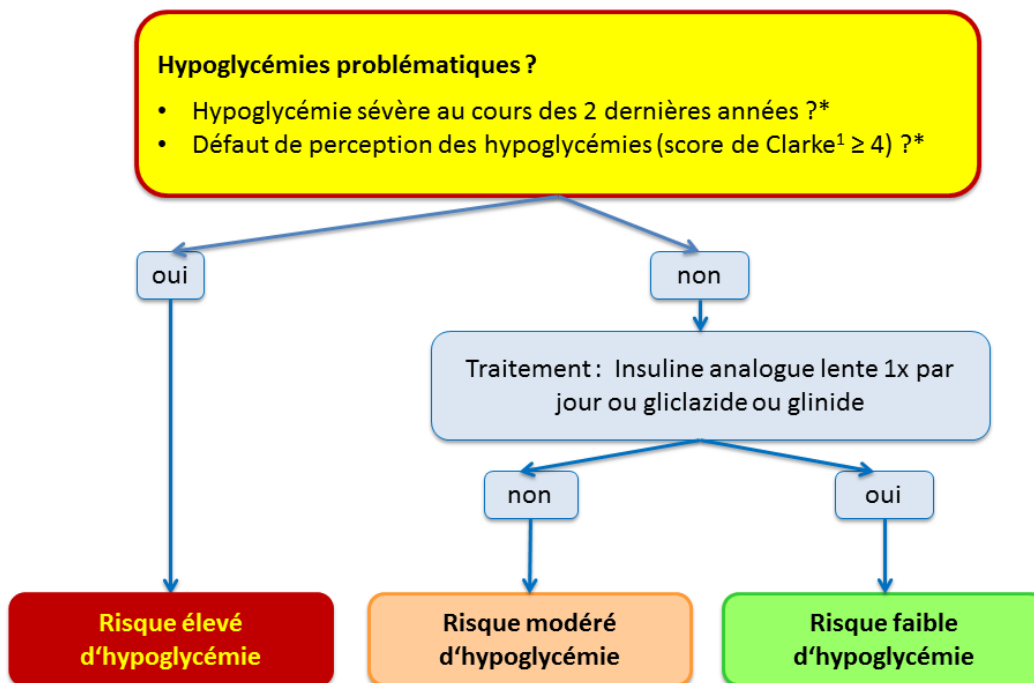 Hypoglycémies problématiques ?
• Hypoglycémie sévère au cours des 2 dernières années ?*
• Défaut de perception des hypoglycémies (score de Clarke¹ ≥ 4) ?*
oui
non
Traitement : Insuline analogue lente 1x par
jour ou gliclazide ou glinide
non
oui
Risque élevé
d‘hypoglycémie
Risque modéré
d‘hypoglycémie
Risque faible
d‘hypoglycémie